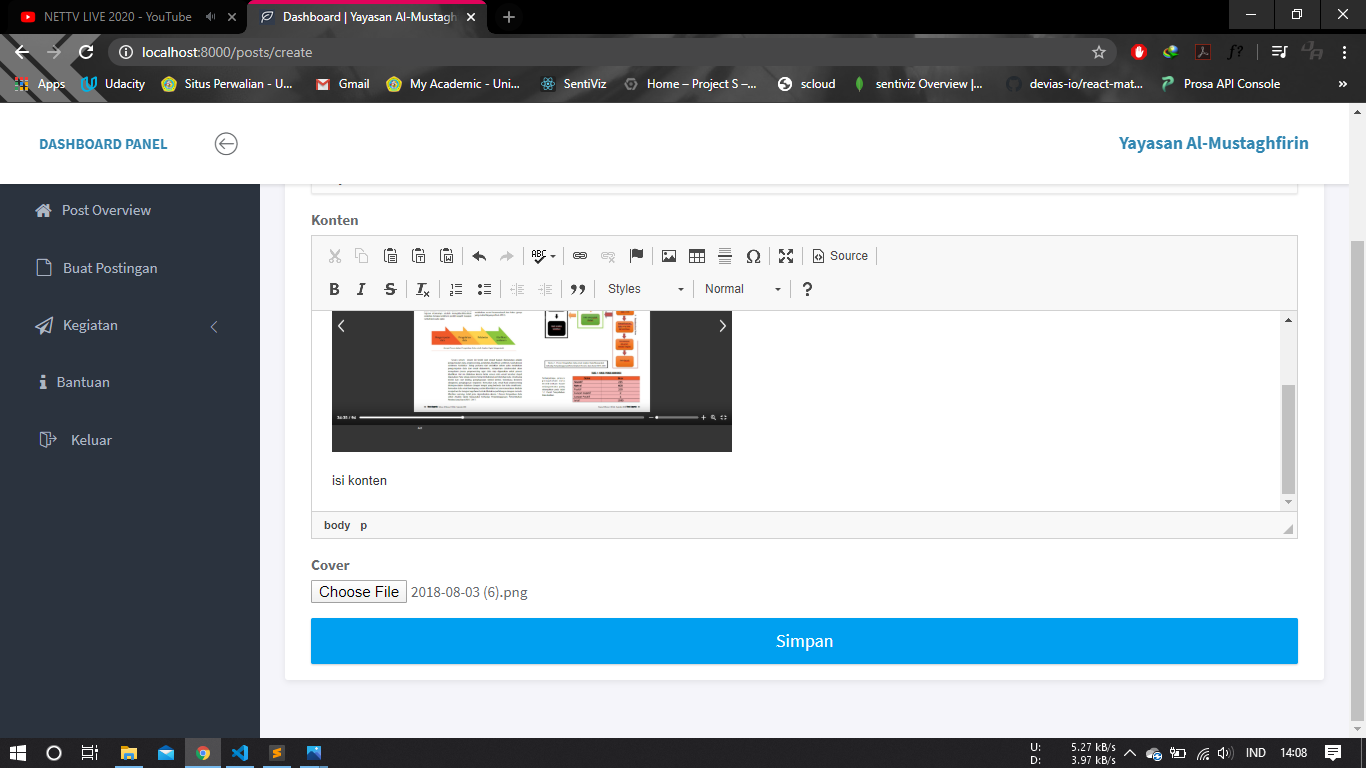 NETTV LIVE 2020 - YouTube
Dashboard | Yayasan Al-Mustagh
localhost:8000/posts/create
Apps
Udacity
Situs Perwalian - U...
Gmail
My Academic - Uni...
SentiViz
Home – Project S –...
scloud
sentiviz Overview |...
devias-io/react-mat...
Prosa API Console
»
DASHBOARD PANEL
Yayasan Al-Mustaghfirin
Post Overview
Buat Postingan
Kegiatan
Bantuan
Keluar
Konten
ABC
Ω
Source
B I S Tx
Styles
Normal
?
isi konten
body p
Cover
Choose File 2018-08-03 (6).png
Simpan
U: 5.27 kB/s
D: 3.97 kB/s
IND
14:08